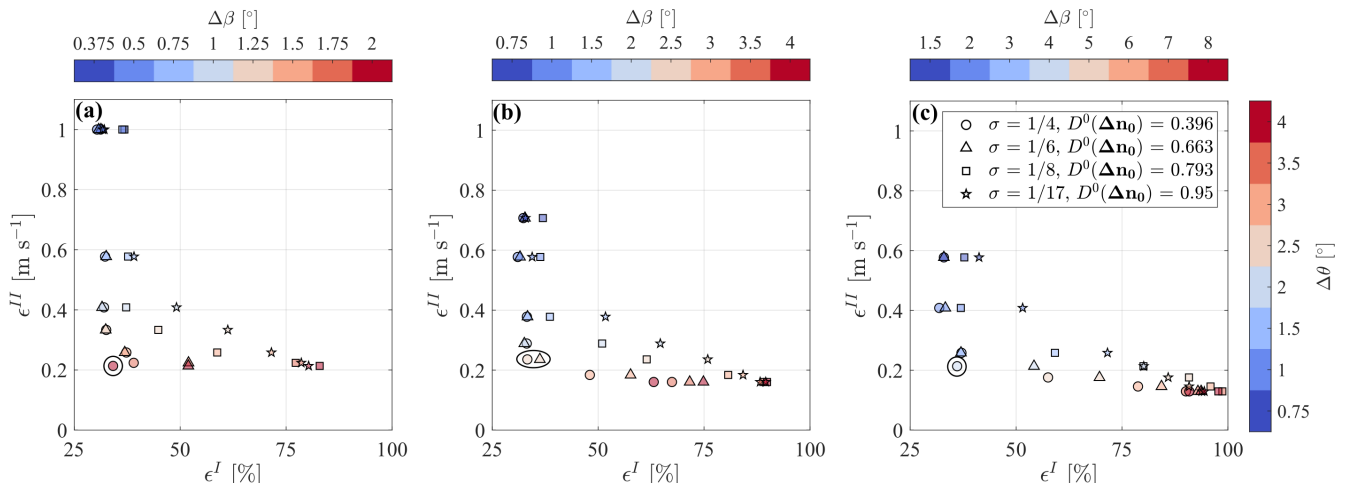 Δβ [°]
0.375 0.5 0.75 1 1.25 1.5 1.75 2
(a)
ϵ^{II} [m s⁻¹]
1
0.8
0.6
0.4
0.2
0
25 50 75 100
ϵ^I [%]
Δβ [°]
0.75 1 1.5 2 2.5 3 3.5 4
(b)
ϵ^{II} [m s⁻¹]
1
0.8
0.6
0.4
0.2
0
25 50 75 100
ϵ^I [%]
Δβ [°]
1.5 2 3 4 5 6 7 8
(c)
σ = 1/4, D⁰(Δn₀) = 0.396
σ = 1/6, D⁰(Δn₀) = 0.663
σ = 1/8, D⁰(Δn₀) = 0.793
σ = 1/17, D⁰(Δn₀) = 0.95
ϵ^{II} [m s⁻¹]
1
0.8
0.6
0.4
0.2
0
25 50 75 100
ϵ^I [%]
4
3.5
3
2.5
2
1.5
1
0.75
Δθ [°]